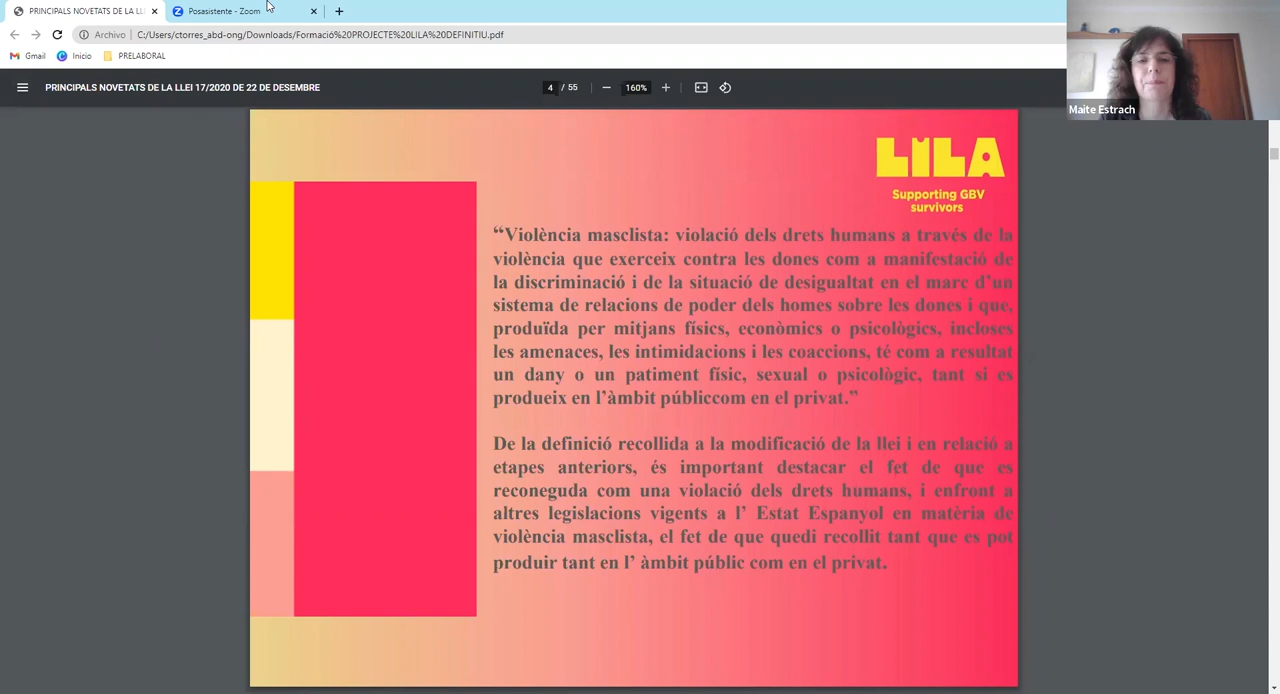 PRINCIPALS NOVETATS DE LA LLI
Posasistente - Zoom
Archivo
C:/Users/ctorres_abd-ong/Downloads/Formació%20PROJECTE%20LILA%20DEFINITIU.pdf
Gmail
Inicio
PRELABORAL
PRINCIPALS NOVETATS DE LA LLEI 17/2020 DE 22 DE DESEMBRE
4 / 55
160%
Maite Estrach
LILA
Supporting GBV
survivors
“Violència masclista: violació dels drets humans a través de la
violència que exerceix contra les dones com a manifestació de
la discriminació i de la situació de desigualtat en el marc d’un
sistema de relacions de poder dels homes sobre les dones i que,
produïda per mitjans físics, econòmics o psicològics, incloses
les amenaces, les intimidacions i les coaccions, té com a resultat
un dany o un patiment físic, sexual o psicològic, tant si es
produeix en l’àmbit públiccom en el privat.”
De la definició recollida a la modificació de la llei i en relació a
etapes anteriors, és important destacar el fet de que es
reconeguda com una violació dels drets humans, i enfront a
altres legislacions vigents a l’ Estat Espanyol en matèria de
violència masclista, el fet de que quedi recollit tant que es pot
produir tant en l’ àmbit públic com en el privat.